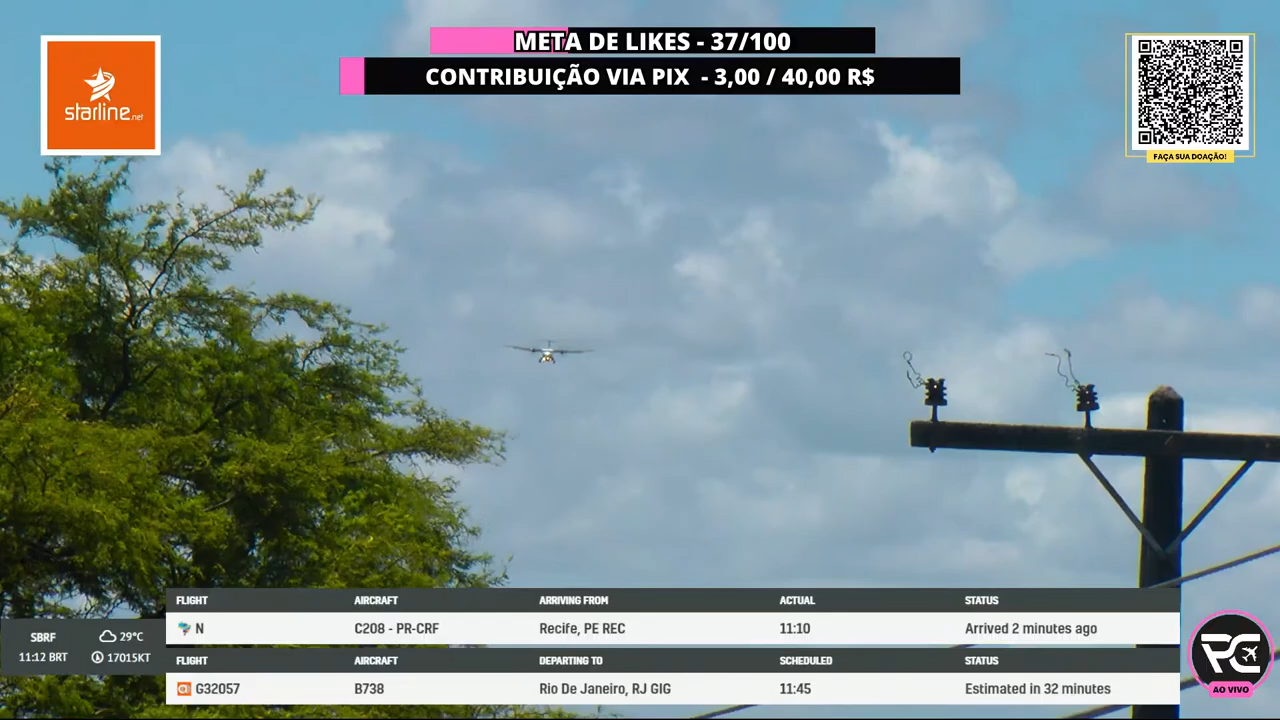 META DE LIKES - 37/100
CONTRIBUIÇÃO VIA PIX - 3,00 / 40,00 R$
starline.net
FAÇA SUA DOAÇÃO!
FLIGHT AIRCRAFT ARRIVING FROM ACTUAL STATUS
N C208 - PR-CRF Recife, PE REC 11:10 Arrived 2 minutes ago
FLIGHT AIRCRAFT DEPARTING TO SCHEDULED STATUS
G32057 B738 Rio De Janeiro, RJ GIG 11:45 Estimated in 32 minutes
SBRF 29°C
11:12 BRT 17015KT
RC
AO VIVO